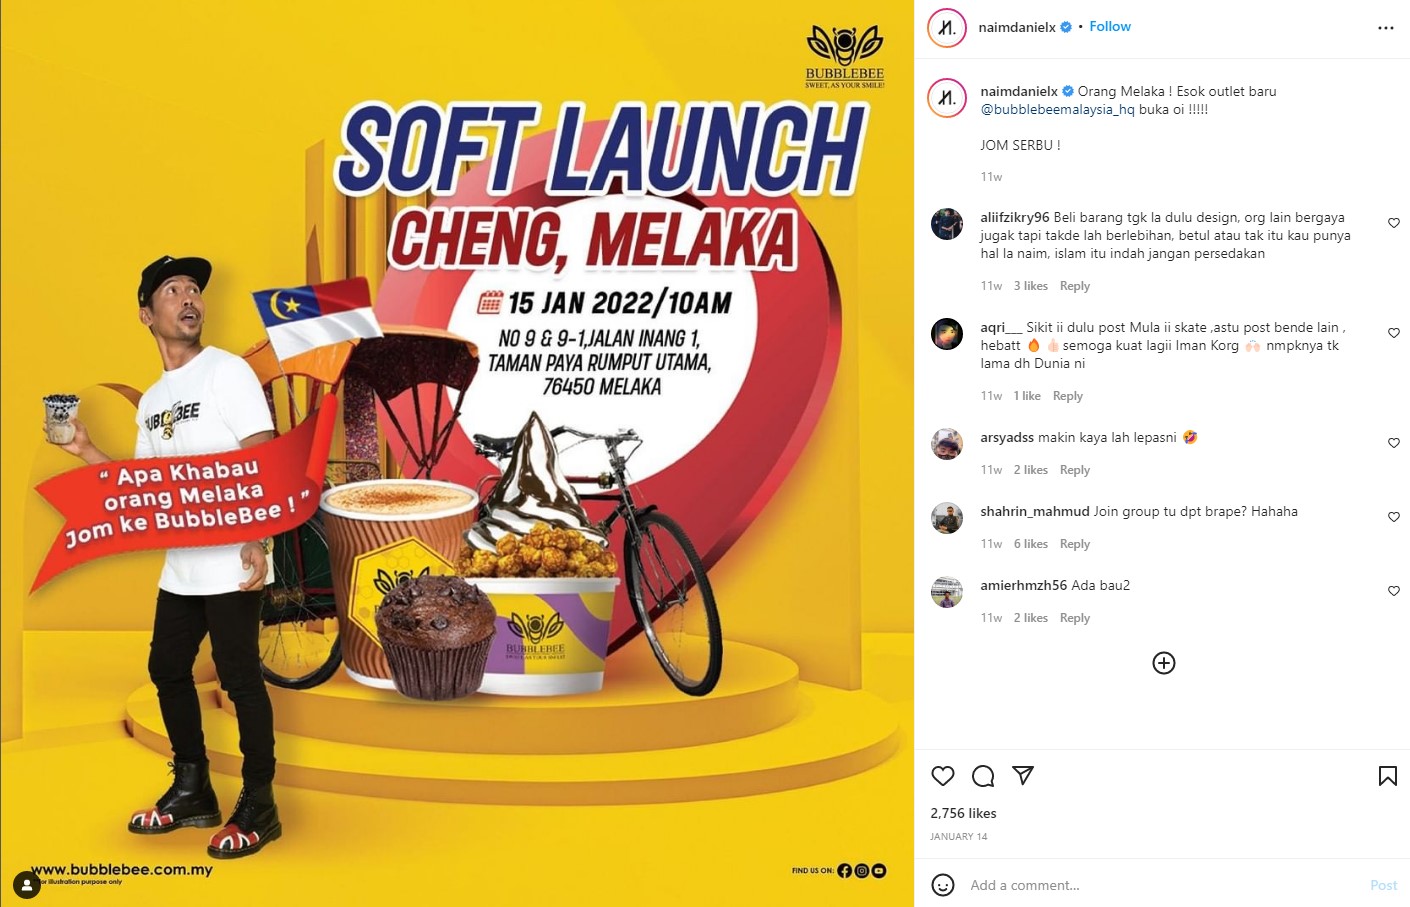 BUBBLEBEE
SWEET, AS YOUR SMILE!
SOFT LAUNCH
CHENG, MELAKA
15 JAN 2022/10AM
NO 9 & 9-1,JALAN INANG 1,
TAMAN PAYA RUMPUT UTAMA,
76450 MELAKA
BUBBLEBEE
“ Apa Khabau
orang Melaka
Jom ke BubbleBee ! ”
BUBBLEBEE
www.bubblebee.com.my
for illustration purpose only
FIND US ON:
naimdanielx • Follow
naimdanielx Orang Melaka ! Esok outlet baru
@bubblebeemalaysia_hq buka oi !!!!!
JOM SERBU !
11w
aliifzikry96 Beli barang tgk la dulu design, org lain bergaya
jugak tapi takde lah berlebihan, betul atau tak itu kau punya
hal la naim, islam itu indah jangan persedakan
11w 3 likes Reply
aqri___ Sikit ii dulu post Mula ii skate ,astu post bende lain ,
hebatt 🔥 👍🏻 semoga kuat lagii Iman Korg 🙌🏻 nmpknya tk
lama dh Dunia ni
11w 1 like Reply
arsyadss makin kaya lah lepasni 🤣
11w 2 likes Reply
shahrin_mahmud Join group tu dpt brape? Hahaha
11w 6 likes Reply
amierhmzh56 Ada bau2
11w 2 likes Reply
2,756 likes
JANUARY 14
Add a comment...
Post